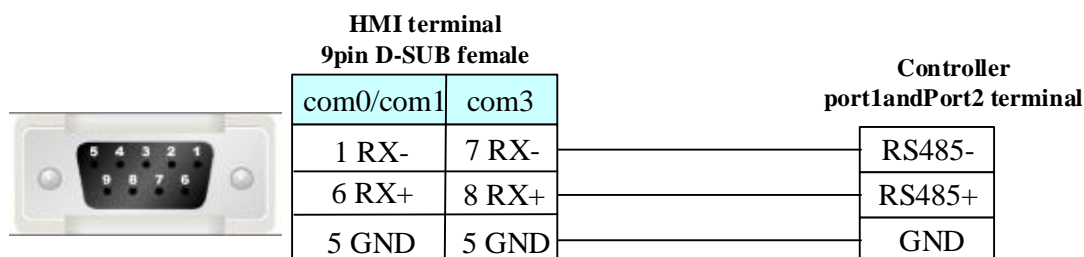 HMI terminal
9pin D-SUB female
Controller
port1andPort2 terminal
com0/com1 com3
5 4 3 2 1
9 8 7 6
1 RX- 7 RX- RS485-
6 RX+ 8 RX+ RS485+
5 GND 5 GND GND